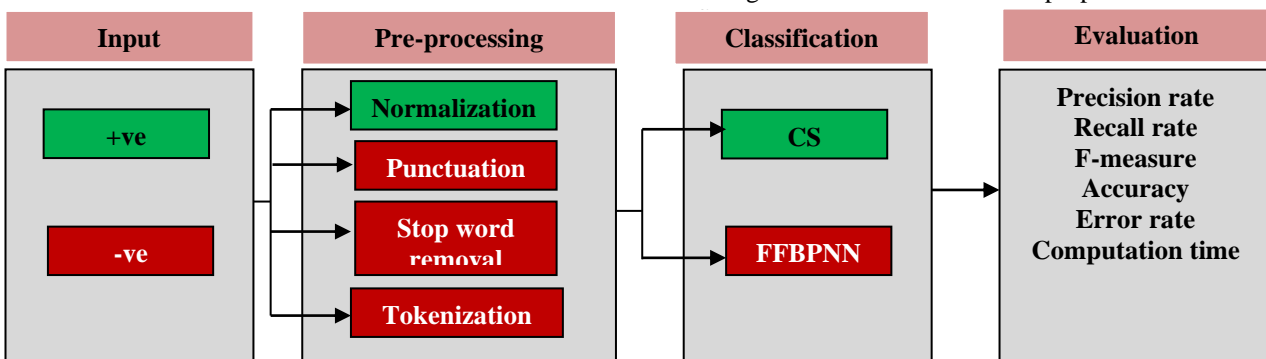 Input
+ve
-ve
Pre-processing
Normalization
Punctuation
Stop word
removal
Tokenization
Classification
CS
FFBPNN
Evaluation
Precision rate
Recall rate
F-measure
Accuracy
Error rate
Computation time